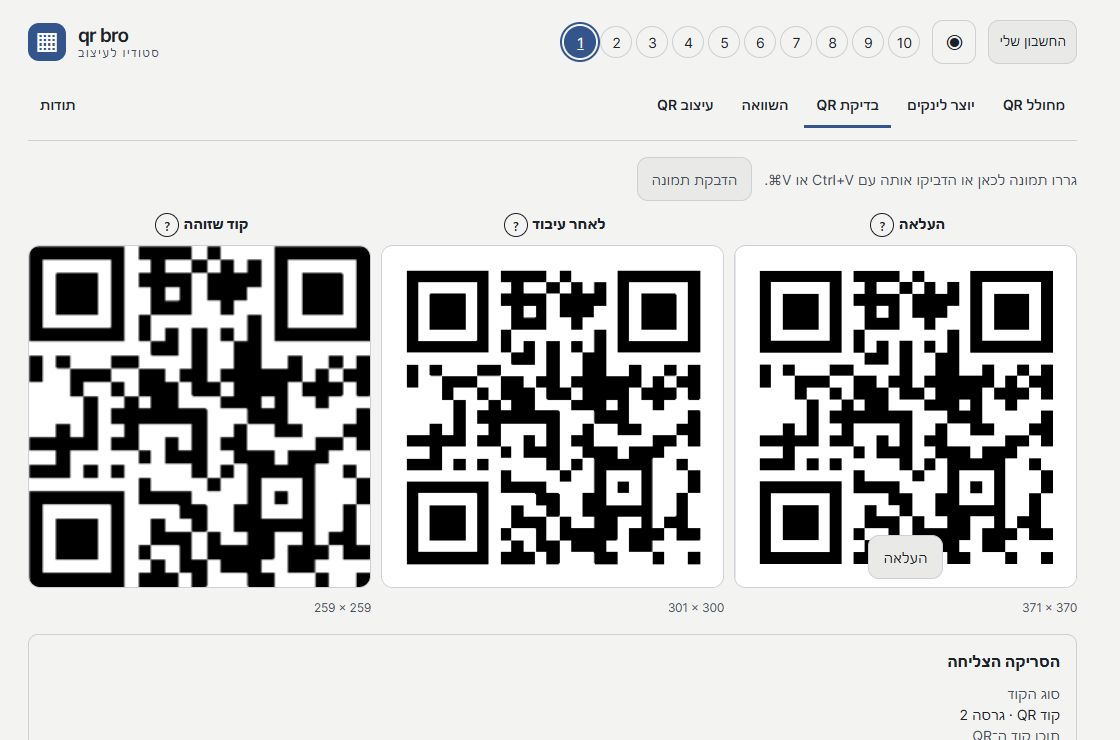 qr bro
סטודיו לעיצוב
1 2 3 4 5 6 7 8 9 10
החשבון שלי
מחולל QR
יוצר לינקים
בדיקת QR
השוואה
עיצוב QR
תודות
גררו תמונה לכאן או הדביקו אותה עם Ctrl+V או ⌘V.
הדבקת תמונה
העלאה ?
לאחר עיבוד ?
קוד שזוהה ?
העלאה
371 × 370
301 × 300
259 × 259
הסריקה הצליחה
סוג הקוד
קוד QR · גרסה 2
תוכן קוד ה־QR